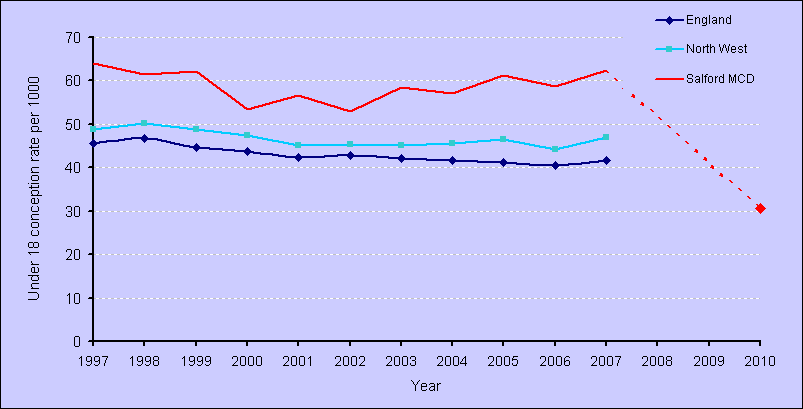 England
North West
Salford MCD
Under 18 conception rate per 1000
70
60
50
40
30
20
10
0
1997 1998 1999 2000 2001 2002 2003 2004 2005 2006 2007 2008 2009 2010
Year